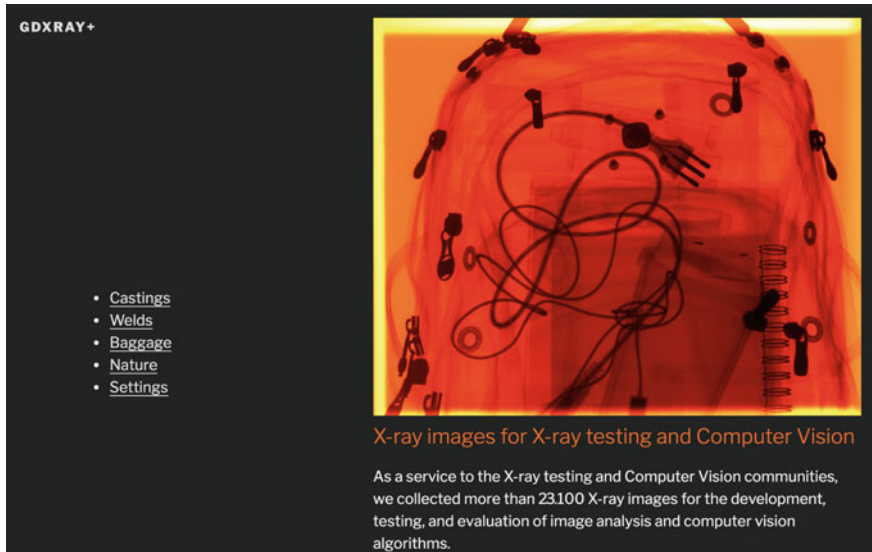 GDXRAY+
• Castings
• Welds
• Baggage
• Nature
• Settings
X-ray images for X-ray testing and Computer Vision
As a service to the X-ray testing and Computer Vision communities,
we collected more than 23.100 X-ray images for the development,
testing, and evaluation of image analysis and computer vision
algorithms.